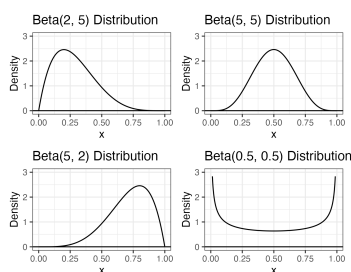 Beta(2, 5) Distribution
3
2
1
0
Density
0.00 0.25 0.50 0.75 1.00
x
Beta(5, 5) Distribution
3
2
1
0
Density
0.00 0.25 0.50 0.75 1.00
x
Beta(5, 2) Distribution
3
2
1
0
Density
0.00 0.25 0.50 0.75 1.00
x
Beta(0.5, 0.5) Distribution
3
2
1
0
Density
0.00 0.25 0.50 0.75 1.00
x